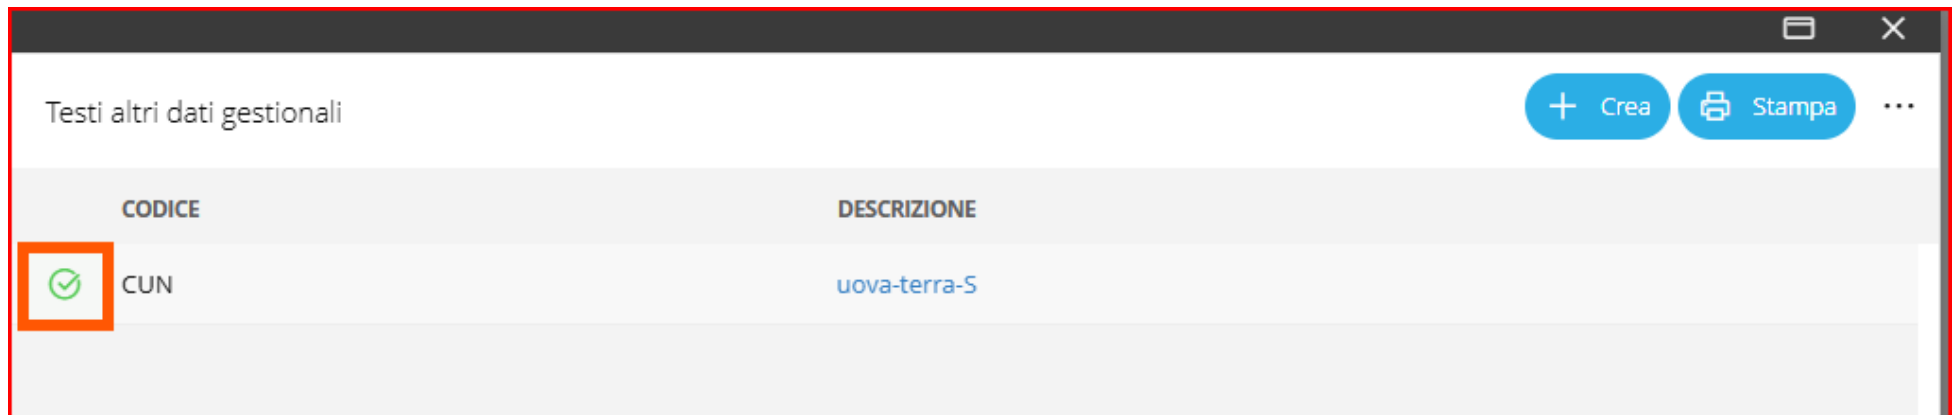 Testi altri dati gestionali
Crea
Stampa
CODICE DESCRIZIONE
CUN uova-terra-S